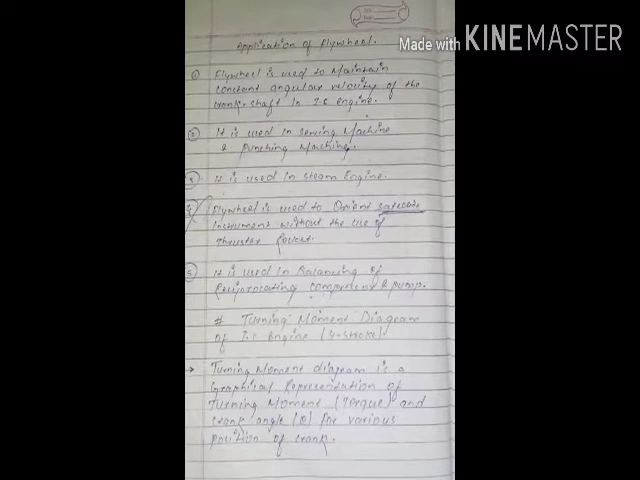 Application of Flywheel.
Made with KINEMASTER
① Flywheel is used to Maintain
constant angular velocity of the
crank-shaft in I.C engine.
② It is used in sewing Machine
& Punching Maching.
③ It is used in steam Engine.
④ Flywheel is used to Orient
instrument without the use of
Thruster
⑤ It is used in Balancing of
Reciprocating & pump.
# Turning Moment Diagram
of I.C engine (4-stroke)
→ Turning Moment diagram is a
graphical Representation of
Turning Moment (Torque) and
crank angle (θ) for various
position of crank.